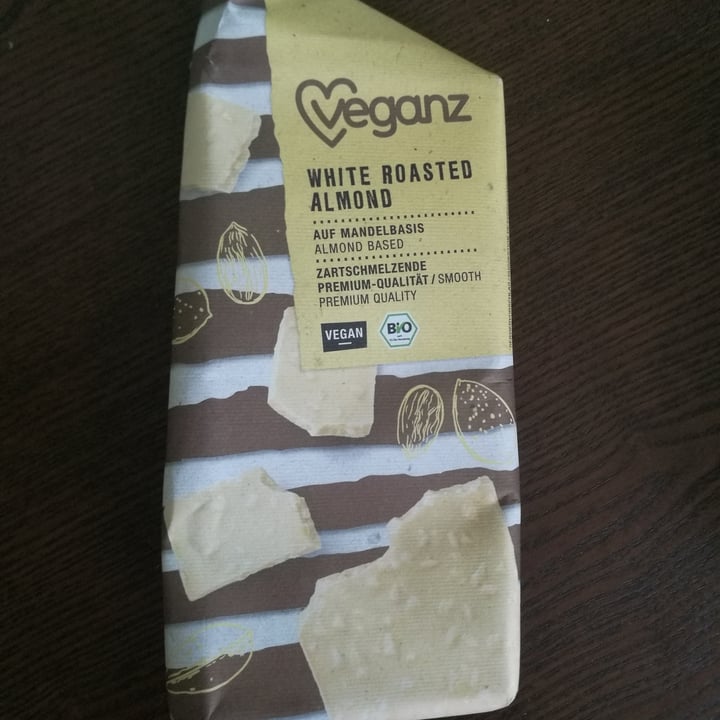 veganz
WHITE ROASTED
ALMOND
AUF MANDELBASIS
ALMOND BASED
ZARTSCHMELZENDE
PREMIUM-QUALITÄT / SMOOTH
PREMIUM QUALITY
VEGAN
BIO